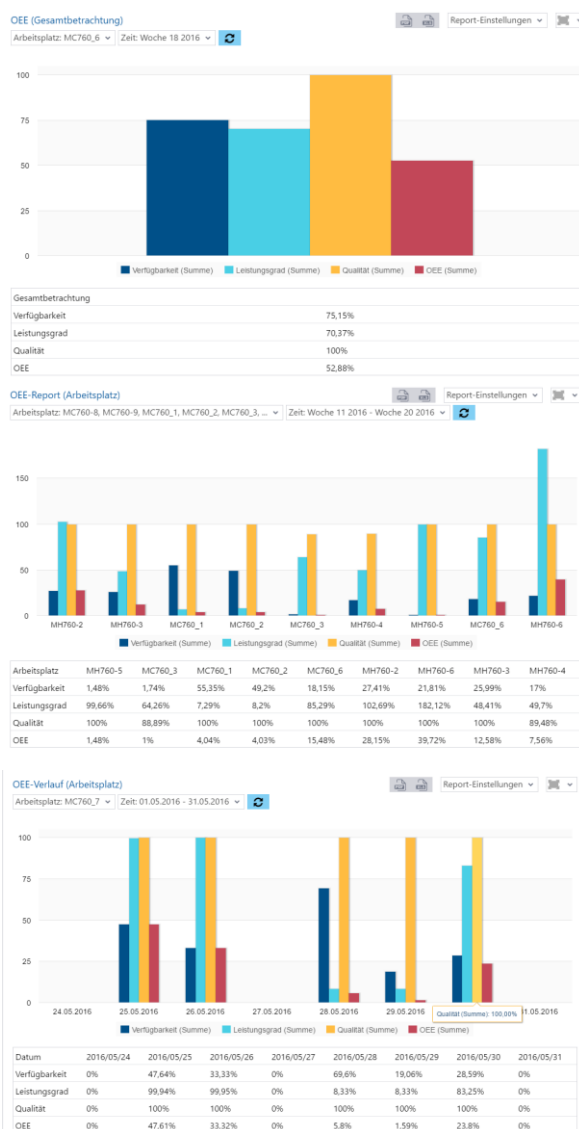 OEE (Gesamtbetrachtung)
Report-Einstellungen
Arbeitsplatz: MC760_6 Zeit: Woche 18 2016
100
75
50
25
0
Verfügbarkeit (Summe) Leistungsgrad (Summe) Qualität (Summe) OEE (Summe)
Gesamtbetrachtung
Verfügbarkeit 75,15%
Leistungsgrad 70,37%
Qualität 100%
OEE 52,88%
OEE-Report (Arbeitsplatz)
Report-Einstellungen
Arbeitsplatz: MC760-8, MC760-9, MC760_1, MC760_2, MC760_3, ... Zeit: Woche 11 2016 - Woche 20 2016
150
100
50
0
MH760-2 MH760-3 MC760_1 MC760_2 MC760_3 MH760-4 MH760-5 MC760_6 MH760-6
Verfügbarkeit (Summe) Leistungsgrad (Summe) Qualität (Summe) OEE (Summe)
Arbeitsplatz MH760-5 MC760_3 MC760_1 MC760_2 MC760_6 MH760-2 MH760-6 MH760-3 MH760-4
Verfügbarkeit 1,48% 1,74% 55,35% 49,2% 18,15% 27,41% 21,81% 25,99% 17%
Leistungsgrad 99,66% 64,26% 7,29% 8,2% 85,29% 102,69% 182,12% 48,41% 49,7%
Qualität 100% 88,89% 100% 100% 100% 100% 100% 100% 89,48%
OEE 1,48% 1% 4,04% 4,03% 15,48% 28,15% 39,72% 12,58% 7,56%
OEE-Verlauf (Arbeitsplatz)
Report-Einstellungen
Arbeitsplatz: MC760_7 Zeit: 01.05.2016 - 31.05.2016
100
75
50
25
0
24.05.2016 25.05.2016 26.05.2016 27.05.2016 28.05.2016 29.05.2016 Qualität (Summe): 100,00% 01.05.2016
Verfügbarkeit (Summe) Leistungsgrad (Summe) Qualität (Summe) OEE (Summe)
Datum 2016/05/24 2016/05/25 2016/05/26 2016/05/27 2016/05/28 2016/05/29 2016/05/30 2016/05/31
Verfügbarkeit 0% 47,64% 33,33% 0% 69,6% 19,06% 28,59% 0%
Leistungsgrad 0% 99,94% 99,95% 0% 8,33% 8,33% 83,25% 0%
Qualität 0% 100% 100% 0% 100% 100% 100% 0%
OEE 0% 47,61% 33,32% 0% 5,8% 1,59% 23,8% 0%